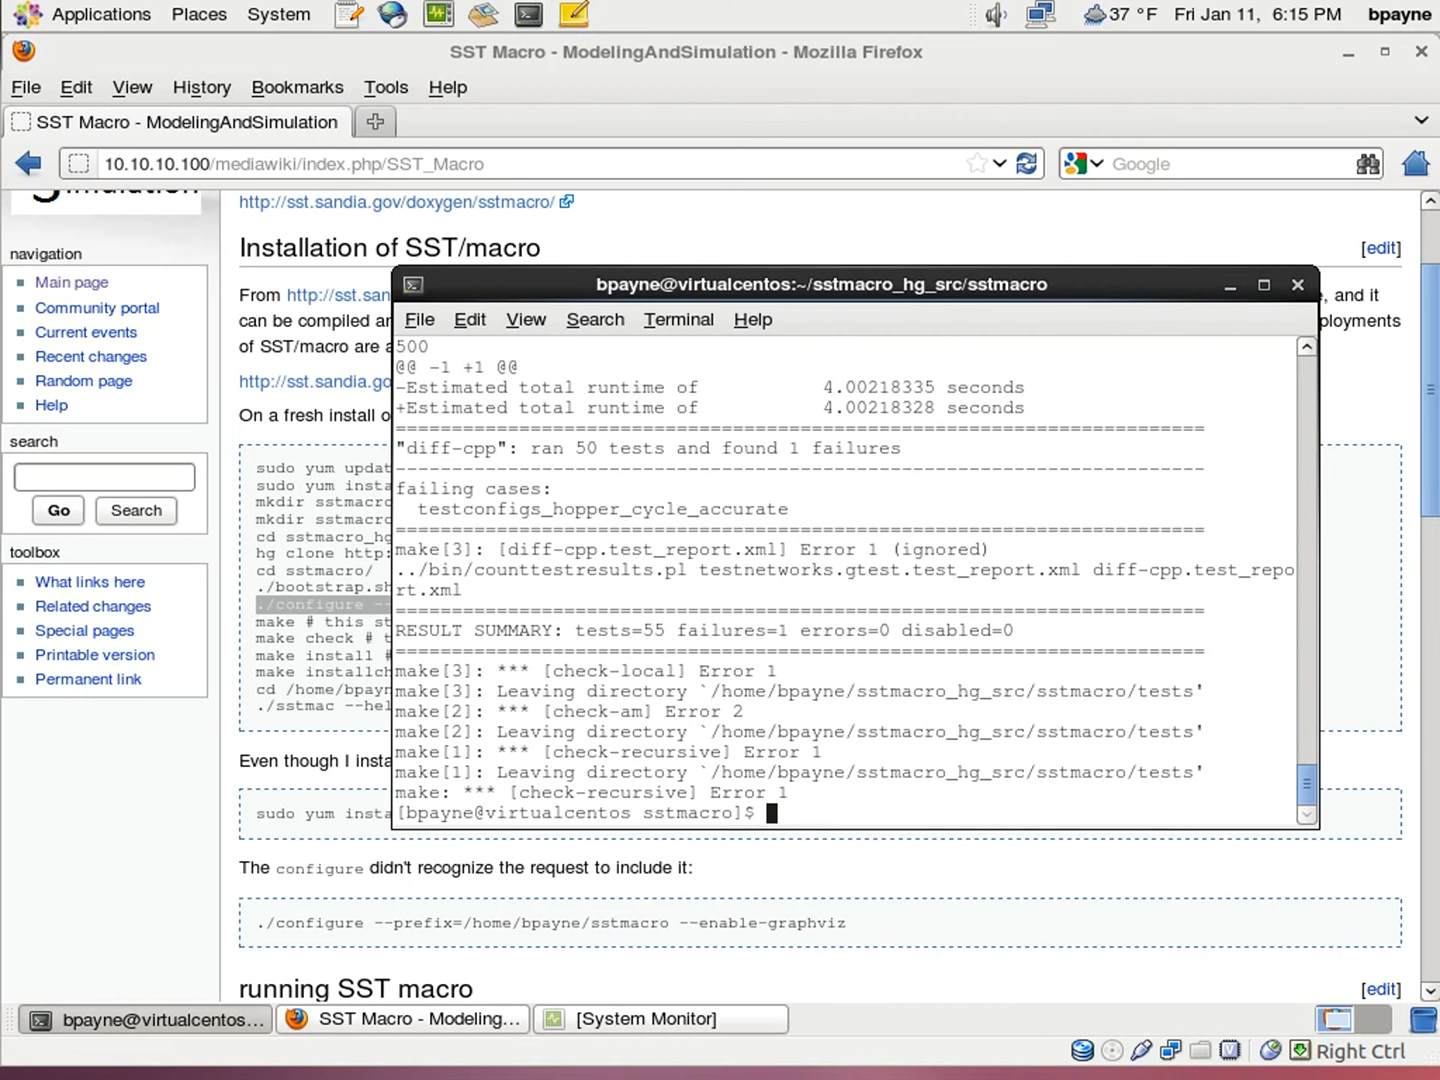 Applications Places System 37 °F Fri Jan 11, 6:15 PM bpayne
SST Macro - ModelingAndSimulation - Mozilla Firefox
File Edit View History Bookmarks Tools Help
SST Macro - ModelingAndSimulation
10.10.10.100/mediawiki/index.php/SST_Macro Google
http://sst.sandia.gov/doxygen/sstmacro/
Installation of SST/macro [edit]
From http://sst.san
, and it
can be compiled ar
ployments
of SST/macro are a
http://sst.sandia.go
On a fresh install o
sudo yum updat
sudo yum insta
mkdir sstmacro
mkdir sstmacro
cd sstmacro_hg
hg clone http:
cd sstmacro/
./bootstrap.sh
./configure --
make # this st
make check # t
make install #
make installch
cd /home/bpayn
./sstmac --hel
Even though I insta
sudo yum insta
The configure didn't recognize the request to include it:
./configure --prefix=/home/bpayne/sstmacro --enable-graphviz
running SST macro [edit]
navigation
Main page
Community portal
Current events
Recent changes
Random page
Help
search
Go Search
toolbox
What links here
Related changes
Special pages
Printable version
Permanent link
bpayne@virtualcentos:~/sstmacro_hg_src/sstmacro
File Edit View Search Terminal Help
500
@@ -1 +1 @@
-Estimated total runtime of 4.00218335 seconds
+Estimated total runtime of 4.00218328 seconds
================================================================================
"diff-cpp": ran 50 tests and found 1 failures
--------------------------------------------------------------------------------
failing cases:
testconfigs_hopper_cycle_accurate
================================================================================
make[3]: [diff-cpp.test_report.xml] Error 1 (ignored)
../bin/counttestresults.pl testnetworks.gtest.test_report.xml diff-cpp.test_repo
rt.xml
================================================================================
RESULT SUMMARY: tests=55 failures=1 errors=0 disabled=0
================================================================================
make[3]: *** [check-local] Error 1
make[3]: Leaving directory `/home/bpayne/sstmacro_hg_src/sstmacro/tests'
make[2]: *** [check-am] Error 2
make[2]: Leaving directory `/home/bpayne/sstmacro_hg_src/sstmacro/tests'
make[1]: *** [check-recursive] Error 1
make[1]: Leaving directory `/home/bpayne/sstmacro_hg_src/sstmacro/tests'
make: *** [check-recursive] Error 1
[bpayne@virtualcentos sstmacro]$
bpayne@virtualcentos... SST Macro - Modeling... [System Monitor]
Right Ctrl